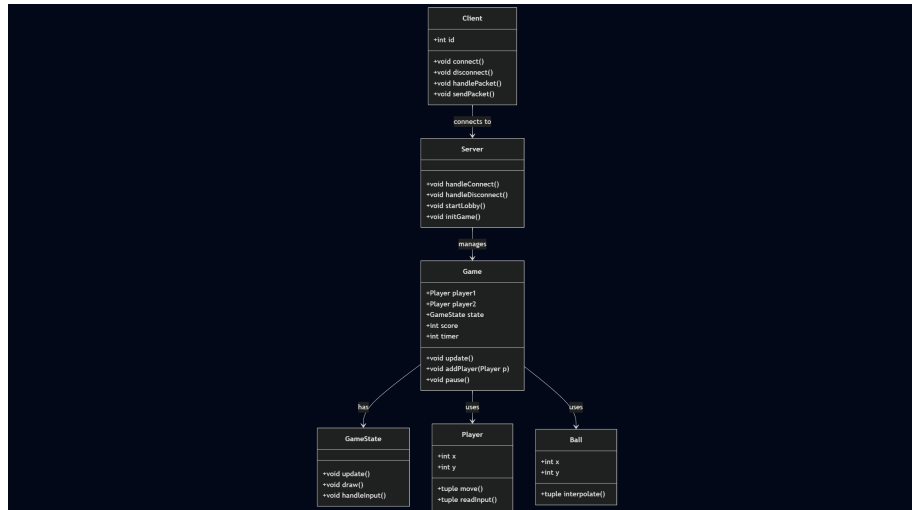 Client
+int id
+void connect()
+void disconnect()
+void handlePacket()
+void sendPacket()
connects to
Server
+void handleConnect()
+void handleDisconnect()
+void startLobby()
+void initGame()
manages
Game
+Player player1
+Player player2
+GameState state
+int score
+int timer
+void update()
+void addPlayer(Player p)
+void pause()
has
uses
uses
GameState
+void update()
+void draw()
+void handleInput()
Player
+int x
+int y
+tuple move()
+tuple readInput()
Ball
+int x
+int y
+tuple interpolate()